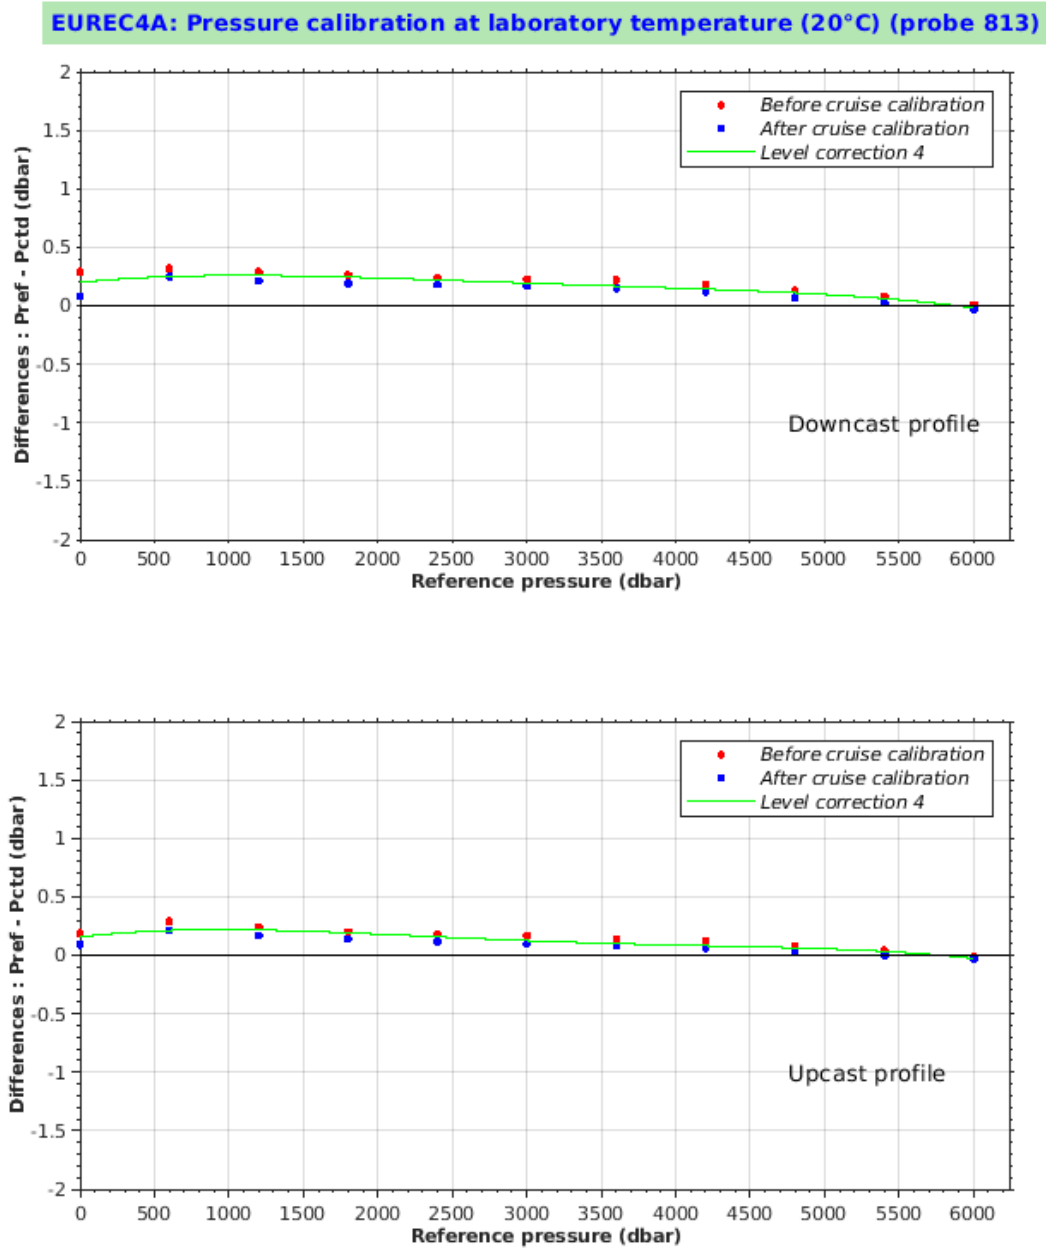 EUREC4A: Pressure calibration at laboratory temperature (20°C) (probe 813)
2
1.5
1
0.5
0
-0.5
-1
-1.5
-2
Differences : Pref - Pctd (dbar)
Before cruise calibration
After cruise calibration
Level correction 4
Downcast profile
0 500 1000 1500 2000 2500 3000 3500 4000 4500 5000 5500 6000
Reference pressure (dbar)
2
1.5
1
0.5
0
-0.5
-1
-1.5
-2
Differences : Pref - Pctd (dbar)
Before cruise calibration
After cruise calibration
Level correction 4
Upcast profile
0 500 1000 1500 2000 2500 3000 3500 4000 4500 5000 5500 6000
Reference pressure (dbar)